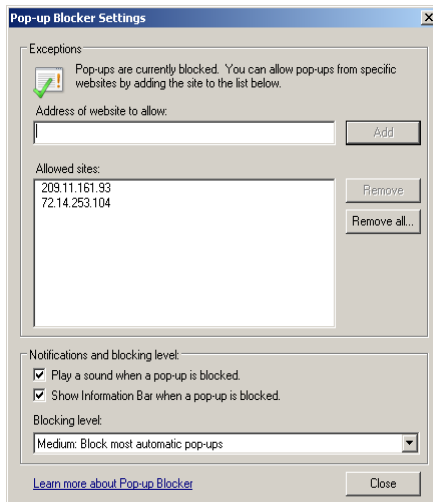 Pop-up Blocker Settings
Exceptions
Pop-ups are currently blocked. You can allow pop-ups from specific
websites by adding the site to the list below.
Address of website to allow:
Add
Allowed sites:
209.11.161.93
72.14.253.104
Remove
Remove all...
Notifications and blocking level:
Play a sound when a pop-up is blocked.
Show Information Bar when a pop-up is blocked.
Blocking level:
Medium: Block most automatic pop-ups
Learn more about Pop-up Blocker
Close